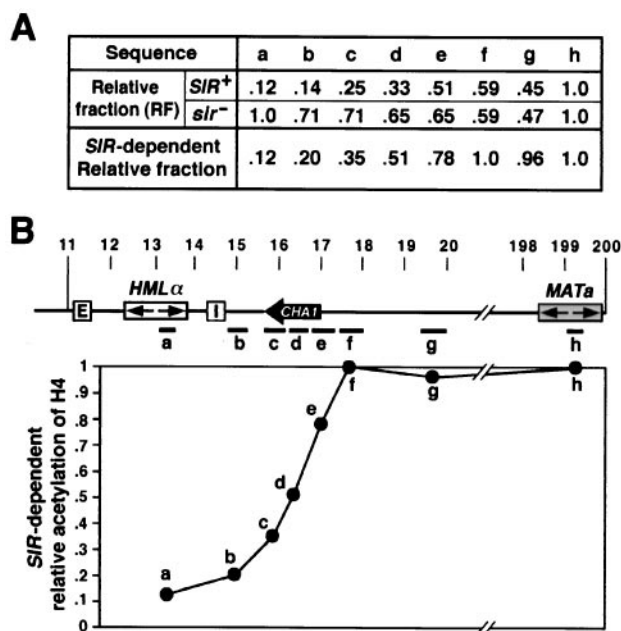 A
Sequence a b c d e f g h
Relative fraction (RF) SIR+ .12 .14 .25 .33 .51 .59 .45 1.0
sir− 1.0 .71 .71 .65 .65 .59 .47 1.0
SIR-dependent Relative fraction .12 .20 .35 .51 .78 1.0 .96 1.0
B
11 12 13 14 15 16 17 18 19 20 198 199 200
HMLα MATa
E I CHA1
a b c d e f g h
SIR-dependent
relative acetylation of H4
1
.9
.8
.7
.6
.5
.4
.3
.2
.1
0
a b c d e f g h